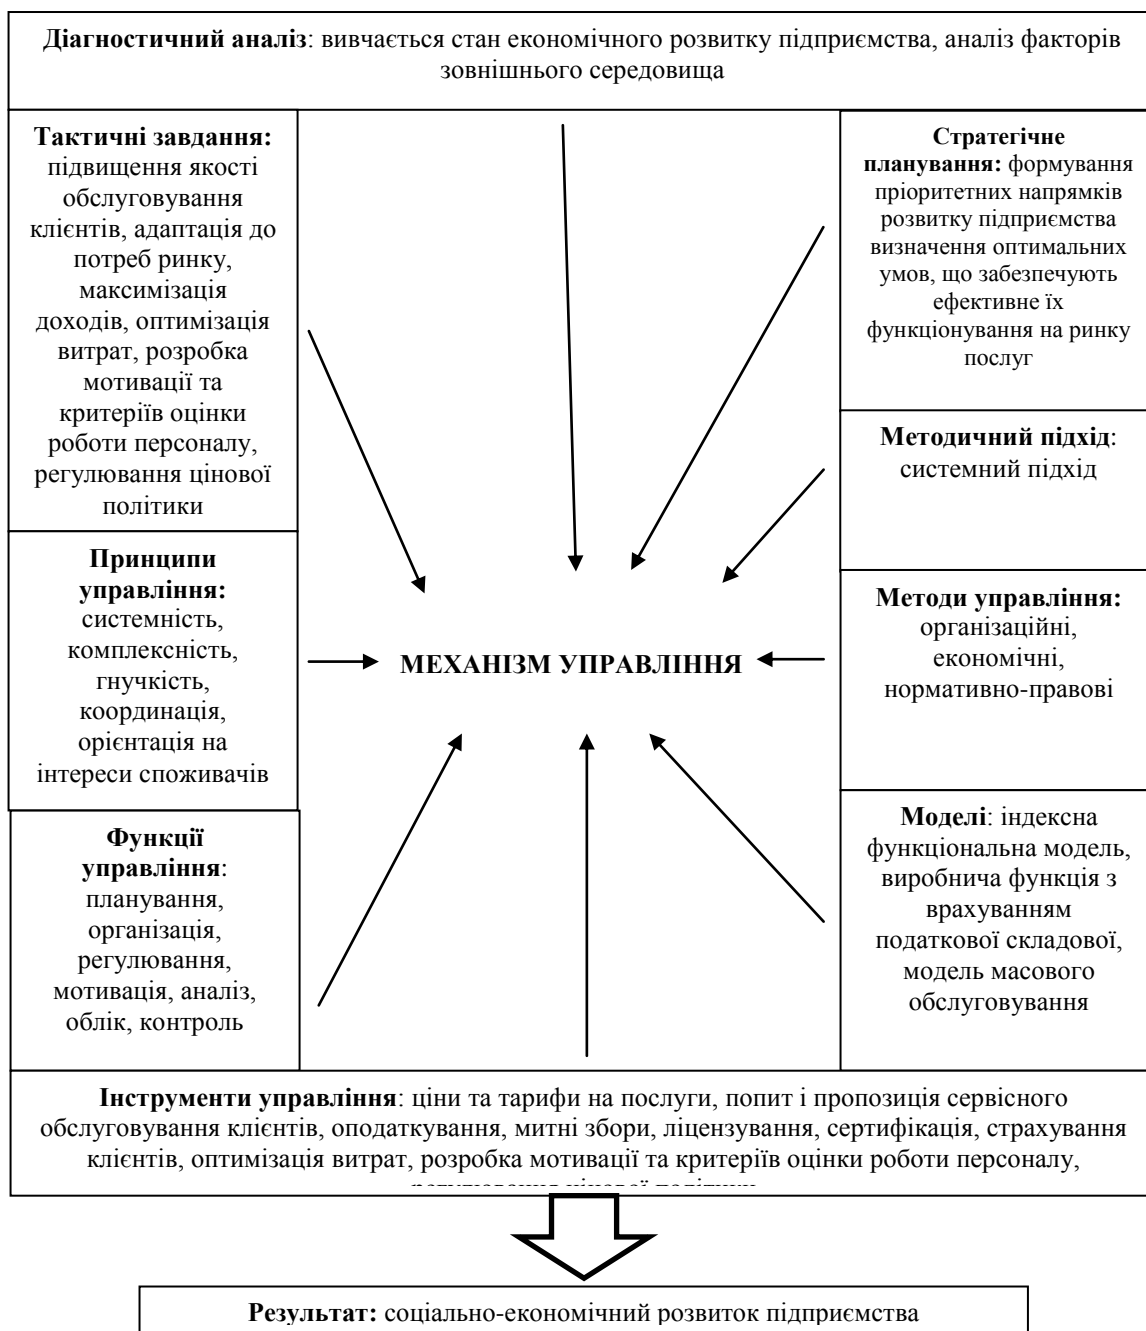 Діагностичний аналіз: вивчається стан економічного розвитку підприємства, аналіз факторів
зовнішнього середовища
Тактичні завдання:
підвищення якості
обслуговування
клієнтів, адаптація до
потреб ринку,
максимізація
доходів, оптимізація
витрат, розробка
мотивації та
критеріїв оцінки
роботи персоналу,
регулювання цінової
політики
Принципи
управління:
системність,
комплексність,
гнучкість,
координація,
орієнтація на
інтереси споживачів
Функції
управління:
планування,
організація,
регулювання,
мотивація, аналіз,
облік, контроль
МЕХАНІЗМ УПРАВЛІННЯ
Стратегічне
планування: формування
пріоритетних напрямків
розвитку підприємства
визначення оптимальних
умов, що забезпечують
ефективне їх
функціонування на ринку
послуг
Методичний підхід:
системний підхід
Методи управління:
організаційні,
економічні,
нормативно-правові
Моделі: індексна
функціональна модель,
виробнича функція з
врахуванням
податкової складової,
модель масового
обслуговування
Інструменти управління: ціни та тарифи на послуги, попит і пропозиція сервісного
обслуговування клієнтів, оподаткування, митні збори, ліцензування, сертифікація, страхування
клієнтів, оптимізація витрат, розробка мотивації та критеріїв оцінки роботи персоналу,
регулювання цінової політики
Результат: соціально-економічний розвиток підприємства